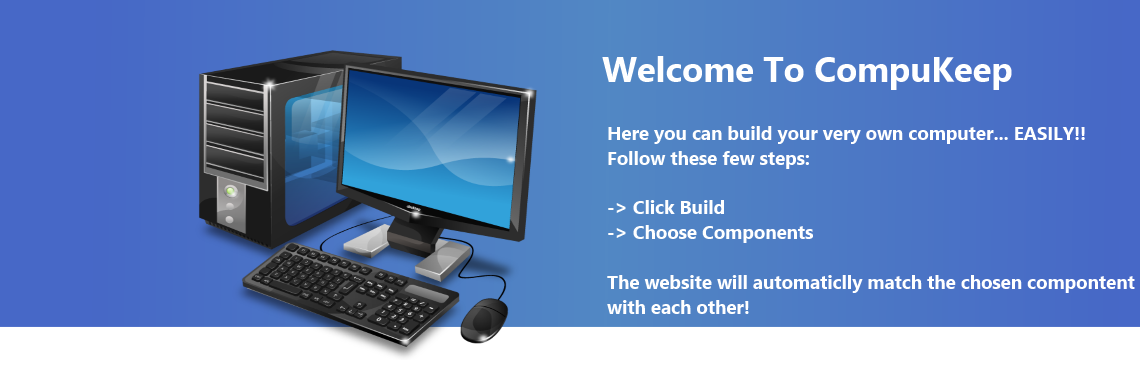 Welcome To CompuKeep
Here you can build your very own computer... EASILY!!
Follow these few steps:
-> Click Build
-> Choose Components
The website will automaticlly match the chosen compontent
with each other!